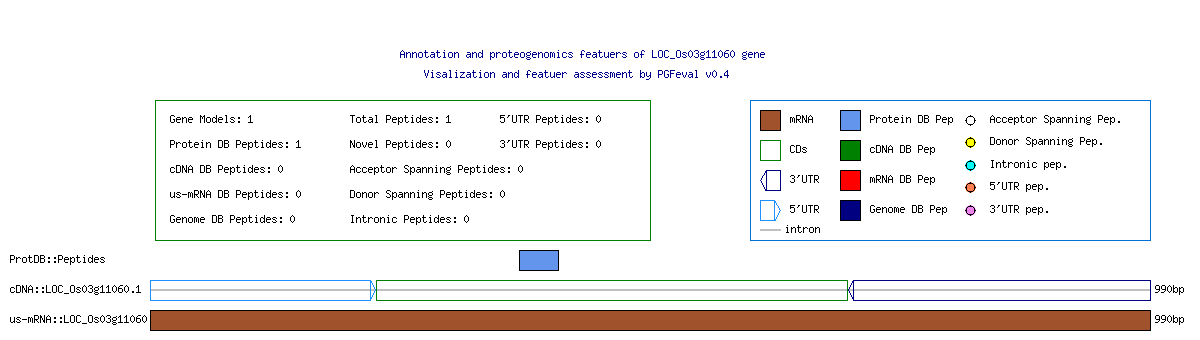 Annotation and proteogenomics featuers of LOC_Os03g11060 gene
Visalization and featuer assessment by PGFeval v0.4
Gene Models: 1 Total Peptides: 1 5'UTR Peptides: 0
Protein DB Peptides: 1 Novel Peptides: 0 3'UTR Peptides: 0
cDNA DB Peptides: 0 Acceptor Spanning Peptides: 0
us-mRNA DB Peptides: 0 Donor Spanning Peptides: 0
Genome DB Peptides: 0 Intronic Peptides: 0
mRNA Protein DB Pep Acceptor Spanning Pep.
CDs cDNA DB Pep Donor Spanning Pep.
3'UTR mRNA DB Pep Intronic pep.
5'UTR Genome DB Pep 5'UTR pep.
intron 3'UTR pep.
ProtDB::Peptides
cDNA::LOC_Os03g11060.1 990bp
us-mRNA::LOC_Os03g11060 990bp